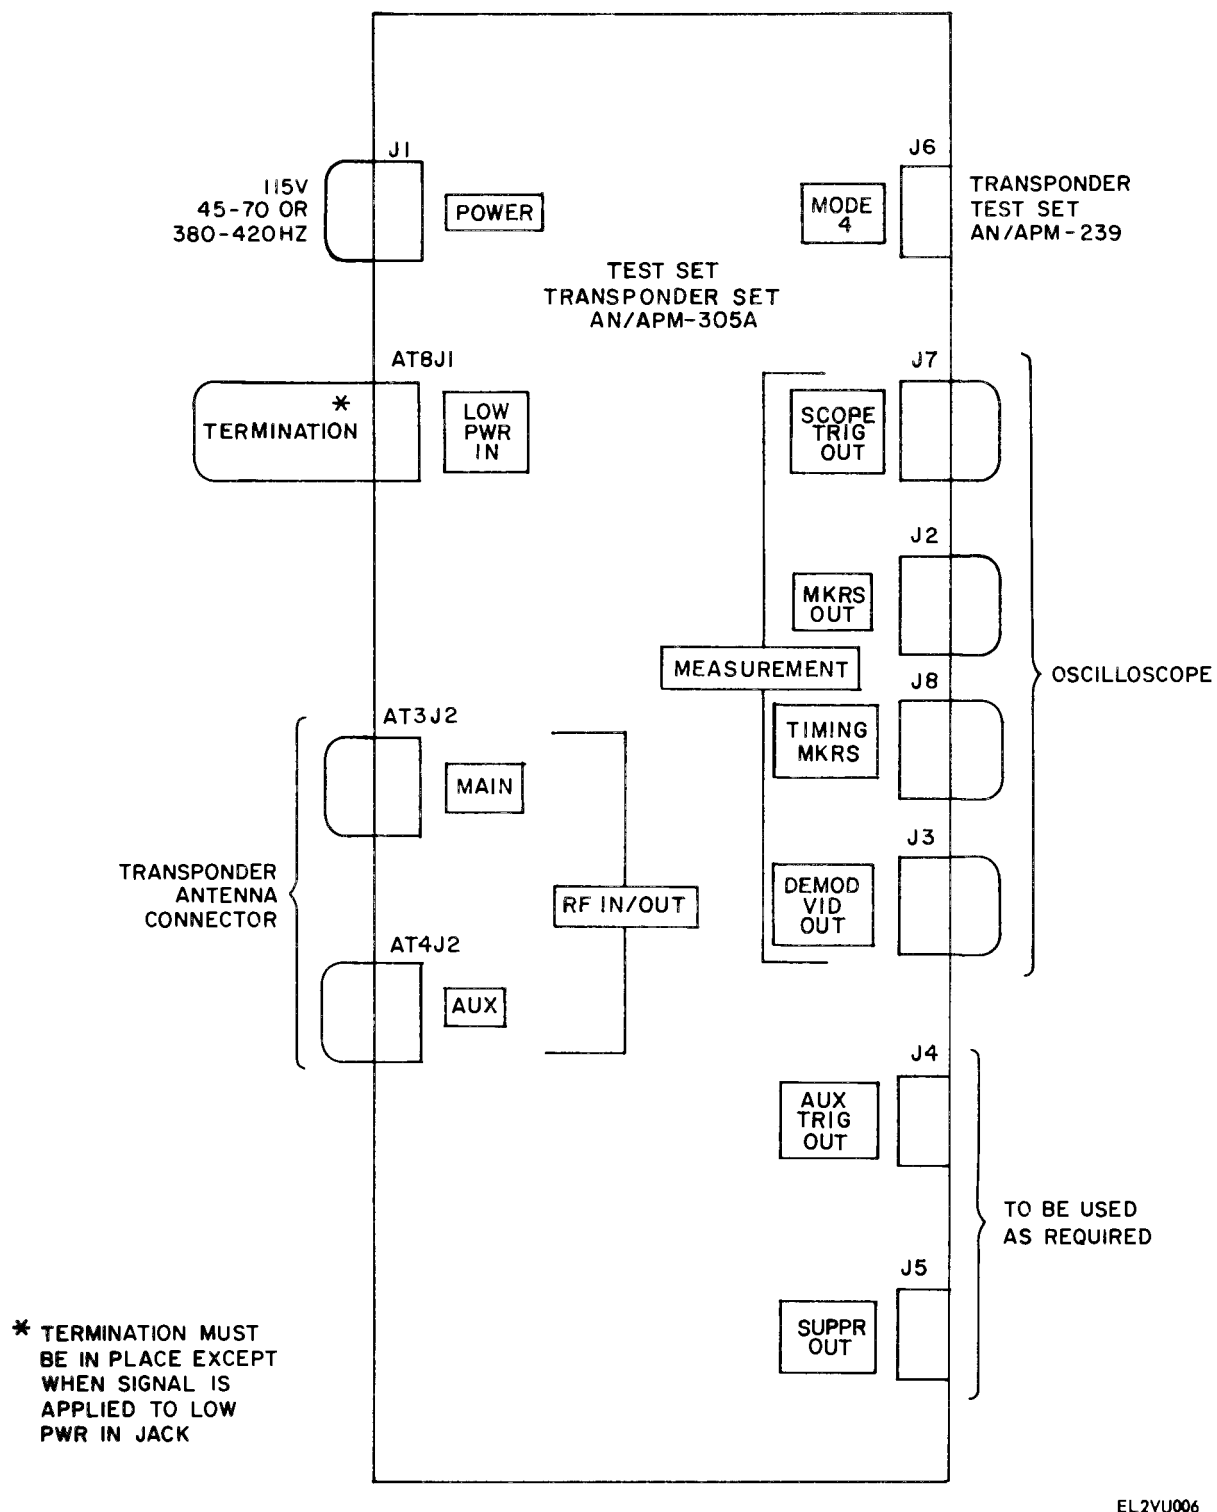 J1
115V
45-70 OR
380-420HZ
POWER
J6
MODE
4
TRANSPONDER
TEST SET
AN/APM-239
TEST SET
TRANSPONDER SET
AN/APM-305A
AT8J1
*
TERMINATION
LOW
PWR
IN
J7
SCOPE
TRIG
OUT
J2
MKRS
OUT
MEASUREMENT
OSCILLOSCOPE
J8
TIMING
MKRS
AT3J2
MAIN
TRANSPONDER
ANTENNA
CONNECTOR
RF IN/OUT
J3
DEMOD
VID
OUT
AT4J2
AUX
J4
AUX
TRIG
OUT
TO BE USED
AS REQUIRED
J5
SUPPR
OUT
* TERMINATION MUST
BE IN PLACE EXCEPT
WHEN SIGNAL IS
APPLIED TO LOW
PWR IN JACK
EL2VU006